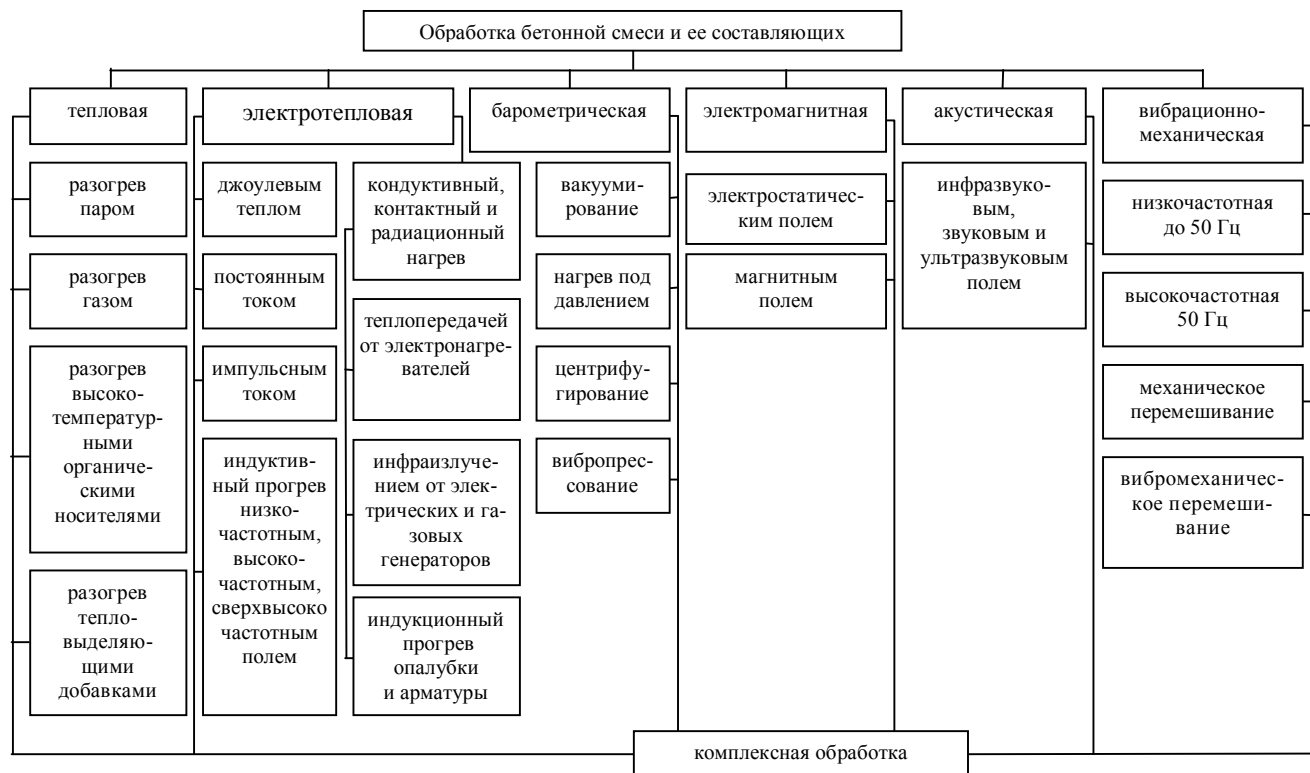 Обработка бетонной смеси и ее составляющих
тепловая
разогрев
паром
разогрев
газом
разогрев
высоко-
температур-
ными
органиче-
скими
носителями
разогрев
тепло-
выделяю-
щими
добавками
электротепловая
джоулевым
теплом
постоянным
током
импульсным
током
индуктив-
ный прогрев
низко-
частотным,
высоко-
частотным,
сверхвысоко
частотным
полем
кондуктивный,
контактный и
радиационный
нагрев
теплопередачей
от электронагре-
вателей
инфраизлуче-
нием от элек-
трических и га-
зовых
генераторов
индукционный
прогрев
опалубки
и арматуры
барометрическая
вакууми-
рование
нагрев под
давлением
центрифу-
гирование
вибропрес-
сование
электромагнитная
электростатичес-
ким полем
магнитным
полем
акустическая
инфразвуко-
вым,
звуковым и
ультразвуковым
полем
вибрационно-
механическая
низкочастотная
до 50 Гц
высокочастотная
50 Гц
механическое
перемешивание
вибромеханичес-
кое перемеши-
вание
комплексная обработка